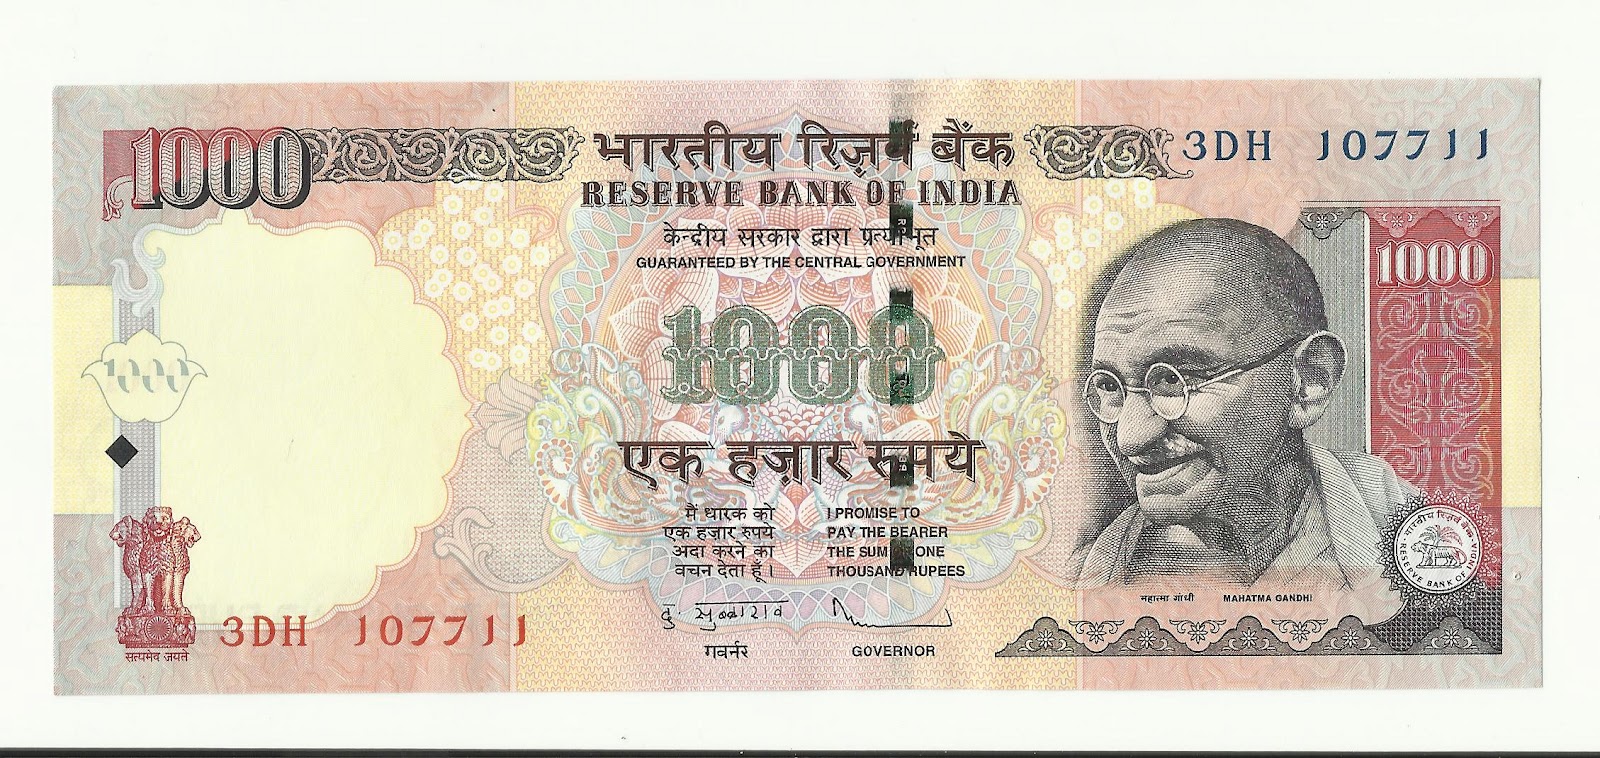 1000
भारतीय रिज़र्व बैंक
3DH 107711
RESERVE BANK OF INDIA
केन्द्रीय सरकार द्वारा प्रत्याभूत
GUARANTEED BY THE CENTRAL GOVERNMENT
1000
1000
1000
एक हज़ार रुपये
मैं धारक को
एक हज़ार रुपये
अदा करने का
वचन देता हूँ।
I PROMISE TO
PAY THE BEARER
THE SUM OF ONE
THOUSAND RUPEES
भारतीय रिज़र्व बैंक
RESERVE BANK OF INDIA
महात्मा गांधी MAHATMA GANDHI
द. सुब्बाराव
3DH 107711
सत्यमेव जयते
गवर्नर GOVERNOR